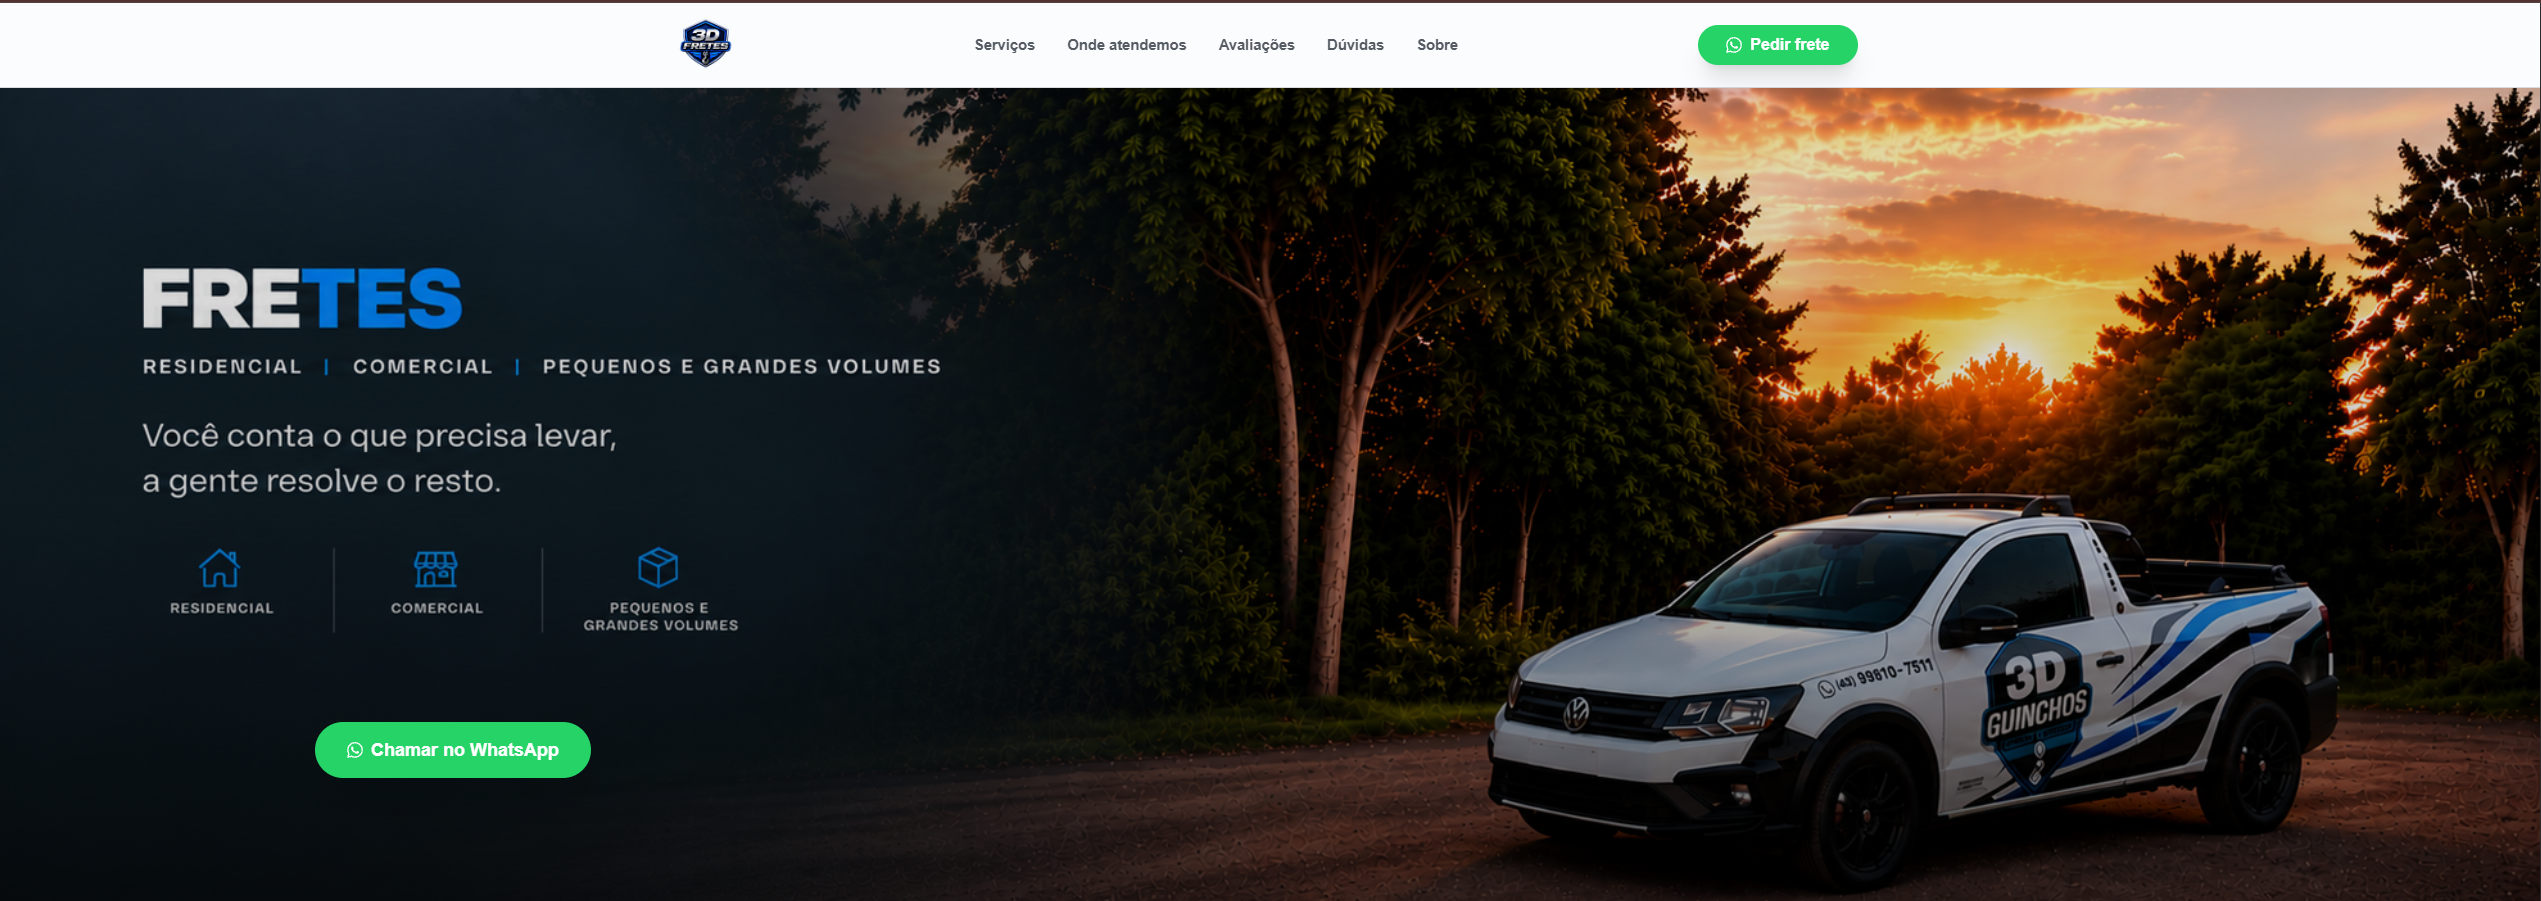 3D
FRETES
Serviços
Onde atendemos
Avaliações
Dúvidas
Sobre
Pedir frete
FRETES
RESIDENCIAL | COMERCIAL | PEQUENOS E GRANDES VOLUMES
Você conta o que precisa levar,
a gente resolve o resto.
RESIDENCIAL
COMERCIAL
PEQUENOS E
GRANDES VOLUMES
Chamar no WhatsApp
(43) 99810-7511
3D
GUINCHOS